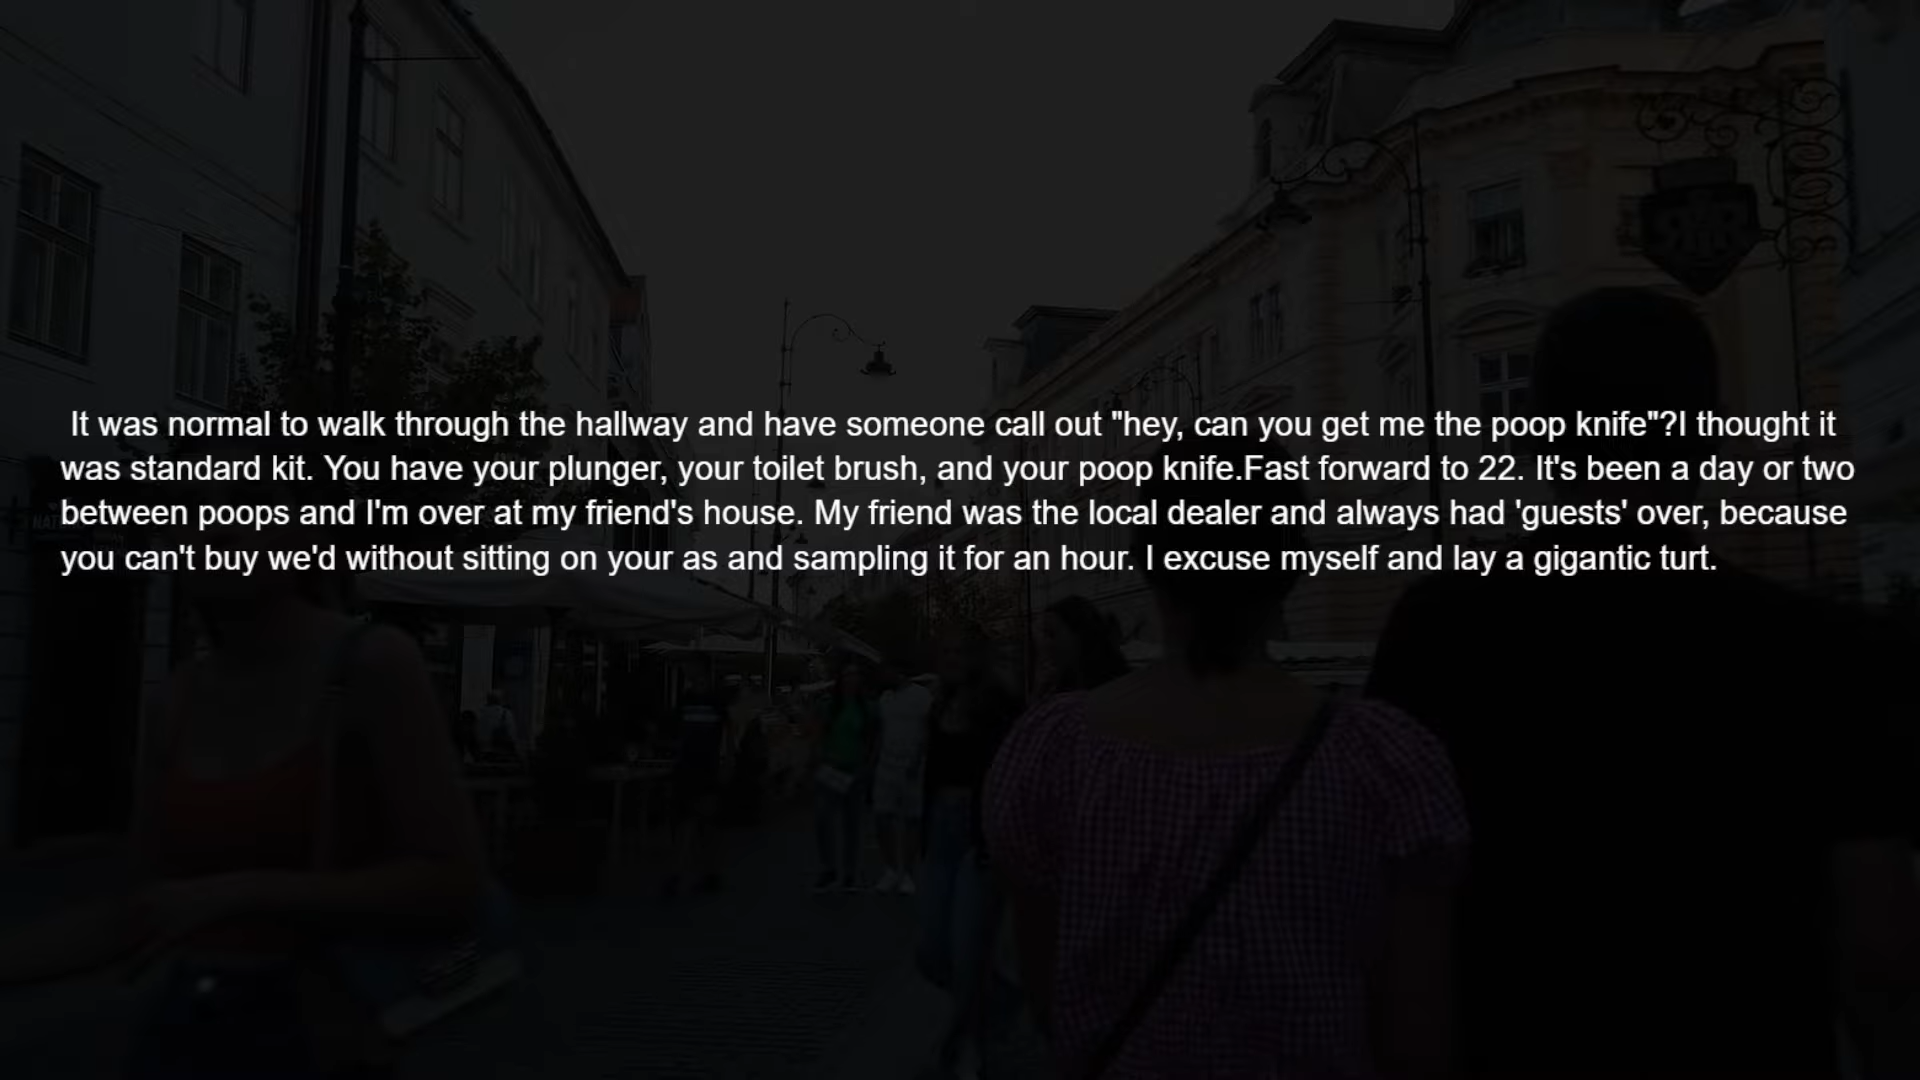 It was normal to walk through the hallway and have someone call out "hey, can you get me the poop knife"?I thought it
was standard kit. You have your plunger, your toilet brush, and your poop knife.Fast forward to 22. It's been a day or two
between poops and I'm over at my friend's house. My friend was the local dealer and always had 'guests' over, because
you can't buy we'd without sitting on your as and sampling it for an hour. I excuse myself and lay a gigantic turt.